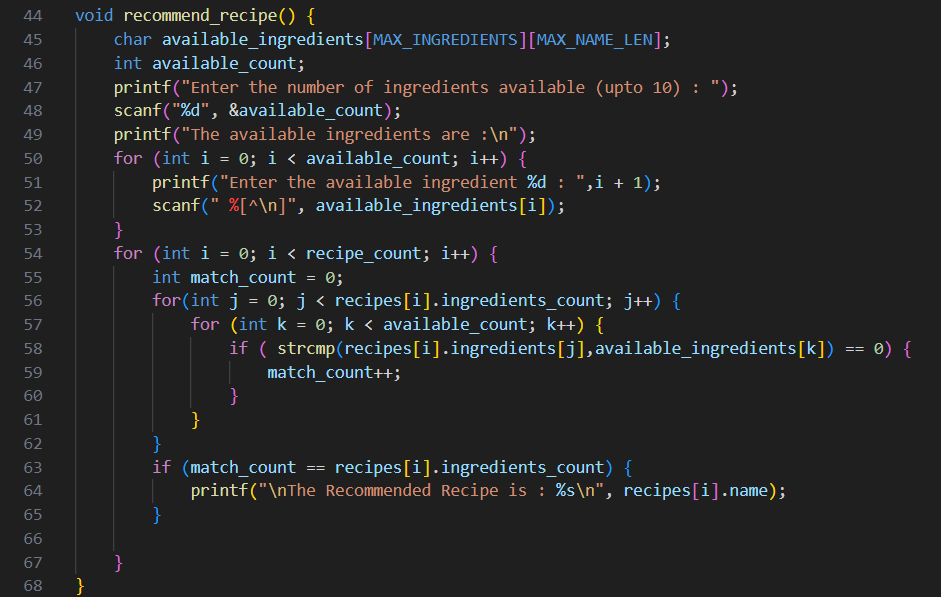 44 void recommend_recipe() {
45     char available_ingredients[MAX_INGREDIENTS][MAX_NAME_LEN];
46     int available_count;
47     printf("Enter the number of ingredients available (upto 10) : ");
48     scanf("%d", &available_count);
49     printf("The available ingredients are :\n");
50     for (int i = 0; i < available_count; i++) {
51         printf("Enter the available ingredient %d : ",i + 1);
52         scanf(" %[^\n]", available_ingredients[i]);
53     }
54     for (int i = 0; i < recipe_count; i++) {
55         int match_count = 0;
56         for(int j = 0; j < recipes[i].ingredients_count; j++) {
57             for (int k = 0; k < available_count; k++) {
58                 if ( strcmp(recipes[i].ingredients[j],available_ingredients[k]) == 0) {
59                     match_count++;
60                 }
61             }
62         }
63         if (match_count == recipes[i].ingredients_count) {
64             printf("\nThe Recommended Recipe is : %s\n", recipes[i].name);
65         }
66
67     }
68 }